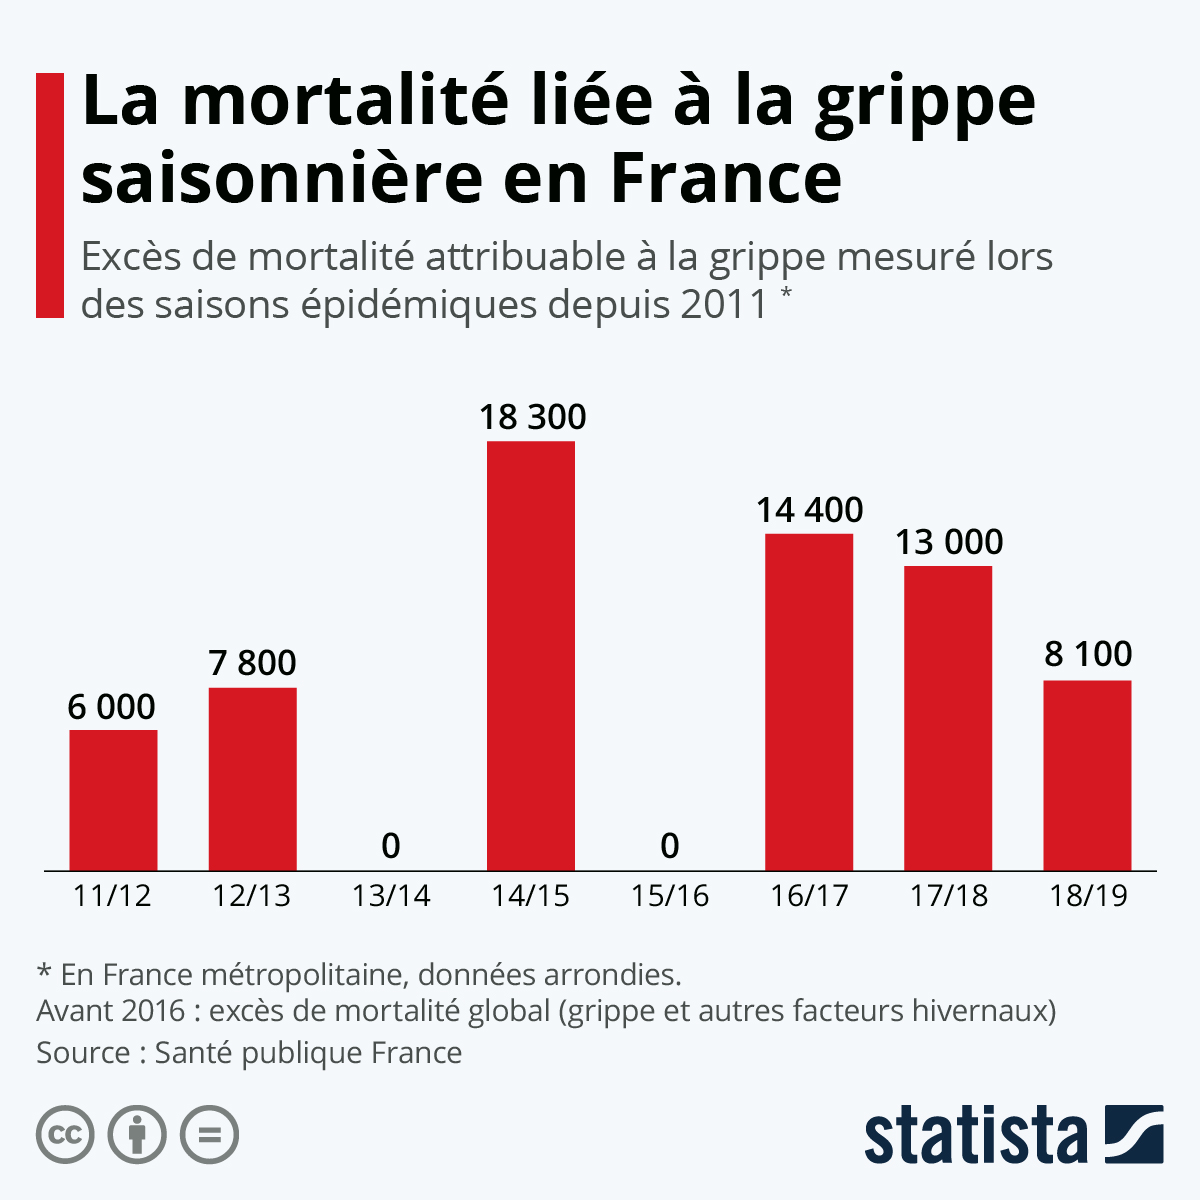 La mortalité liée à la grippe
saisonnière en France
Excès de mortalité attribuable à la grippe mesuré lors
des saisons épidémiques depuis 2011 *
6 000
7 800
0
18 300
0
14 400
13 000
8 100
11/12 12/13 13/14 14/15 15/16 16/17 17/18 18/19
* En France métropolitaine, données arrondies.
Avant 2016 : excès de mortalité global (grippe et autres facteurs hivernaux)
Source : Santé publique France
cc
statista